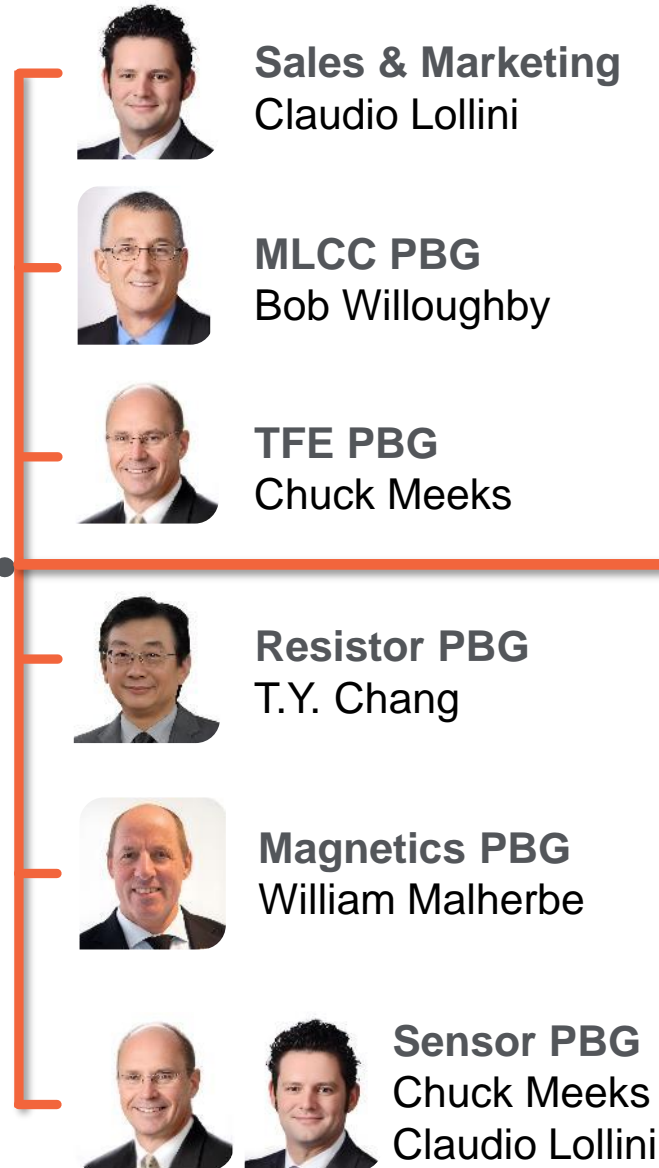 Sales & Marketing
Claudio Lollini
MLCC PBG
Bob Willoughby
TFE PBG
Chuck Meeks
Resistor PBG
T.Y. Chang
Magnetics PBG
William Malherbe
Sensor PBG
Chuck Meeks
Claudio Lollini